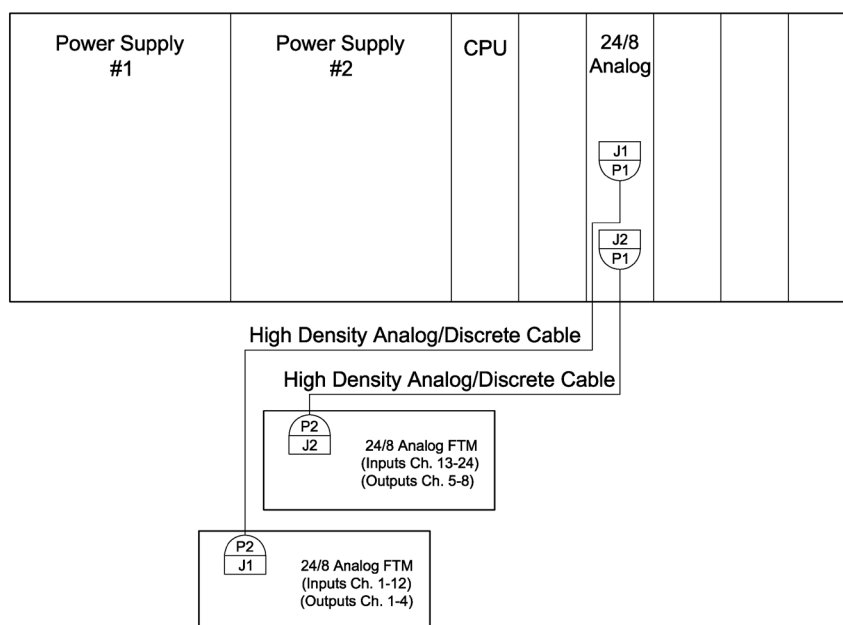 Power Supply
#1
Power Supply
#2
CPU
24/8
Analog
J1
P1
J2
P1
High Density Analog/Discrete Cable
High Density Analog/Discrete Cable
P2
J2
24/8 Analog FTM
(Inputs Ch. 13-24)
(Outputs Ch. 5-8)
P2
J1
24/8 Analog FTM
(Inputs Ch. 1-12)
(Outputs Ch. 1-4)